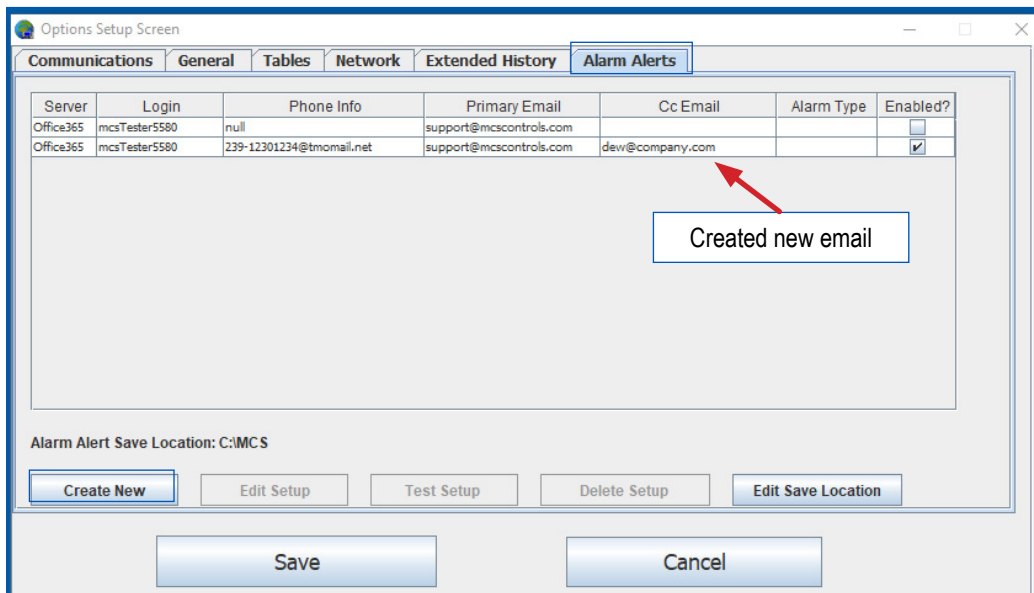 Options Setup Screen
Communications General Tables Network Extended History Alarm Alerts
Server Login Phone Info Primary Email Cc Email Alarm Type Enabled?
Office365 mcsTester5580 null support@mcscontrols.com
Office365 mcsTester5580 239-12301234@tmomail.net support@mcscontrols.com dew@company.com
Created new email
Alarm Alert Save Location: C:\MCS
Create New Edit Setup Test Setup Delete Setup Edit Save Location
Save Cancel